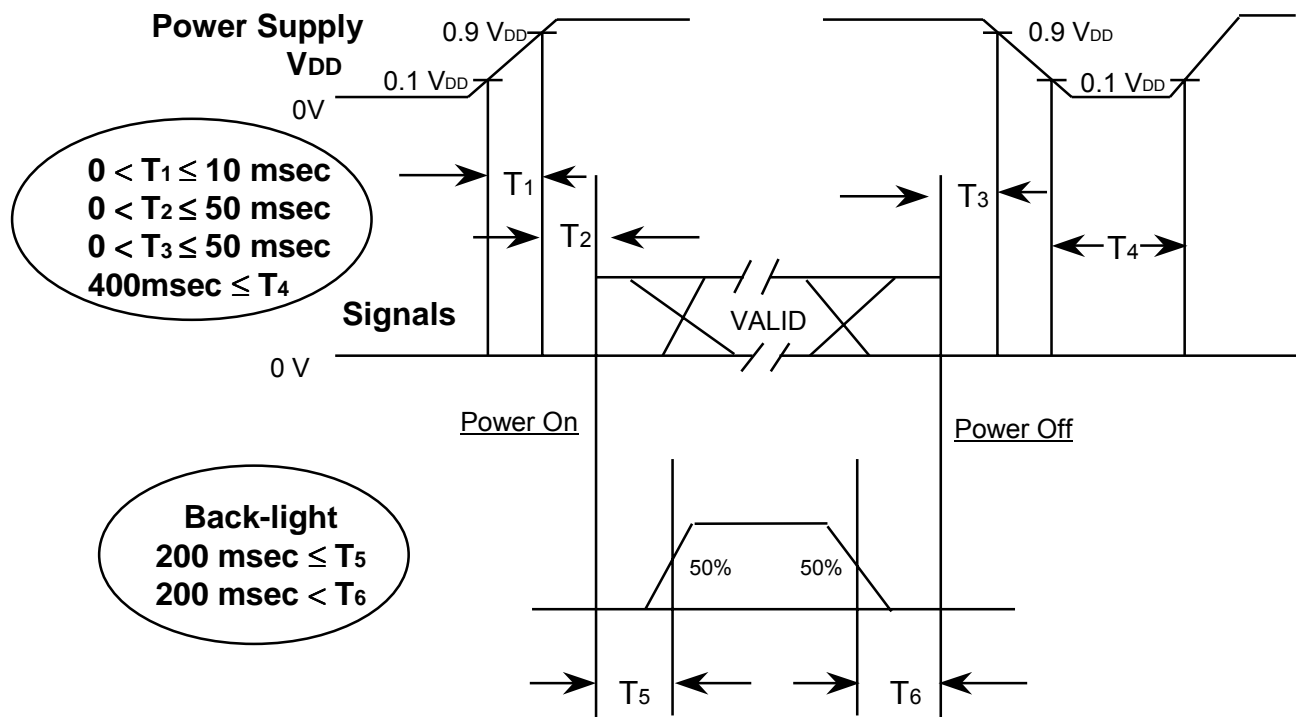 Power Supply
VDD
0.9 VDD
0.1 VDD
0V
0.9 VDD
0.1 VDD
0 < T1 ≤ 10 msec
0 < T2 ≤ 50 msec
0 < T3 ≤ 50 msec
400msec ≤ T4
T1
T2
T3
T4
Signals
VALID
0 V
Power On
Power Off
Back-light
200 msec ≤ T5
200 msec < T6
50%
50%
T5
T6